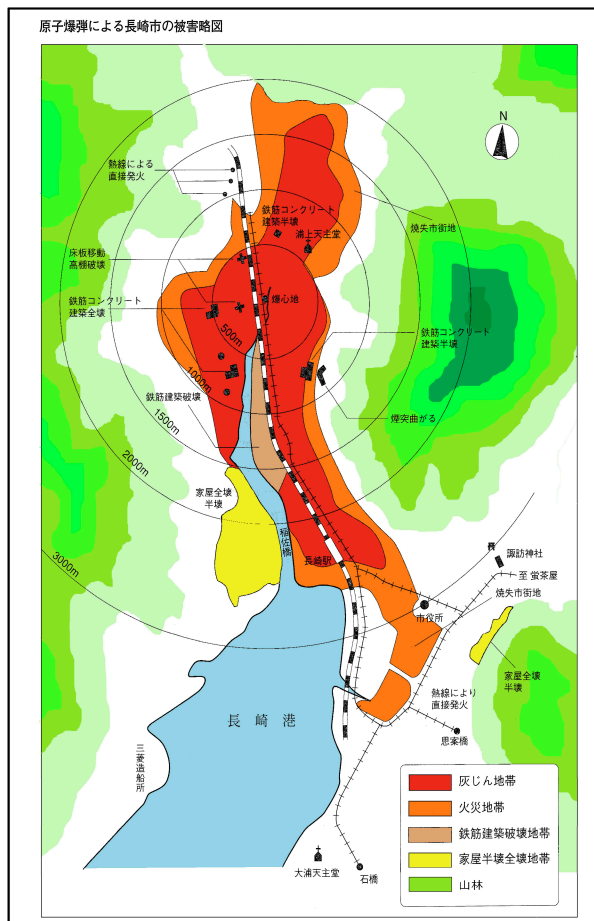 原子爆弾による長崎市の被害略図
N
熱線による
直接発火
鉄筋コンクリート
建築半壊
浦上天主堂
焼失市街地
床板移動
高棚破壊
爆心地
鉄筋コンクリート
建築全壊
500m
鉄筋コンクリート
建築半壊
1000m
鉄筋建築破壊
1500m
煙突曲がる
2000m
家屋全壊
半壊
稲佐橋
3000m
長崎駅
諏訪神社
至 蛍茶屋
焼失市街地
市役所
家屋全壊
半壊
熱線により
直接発火
長崎港
思案橋
三菱造船所
大浦天主堂
石橋
灰じん地帯
火災地帯
鉄筋建築破壊地帯
家屋半壊全壊地帯
山林